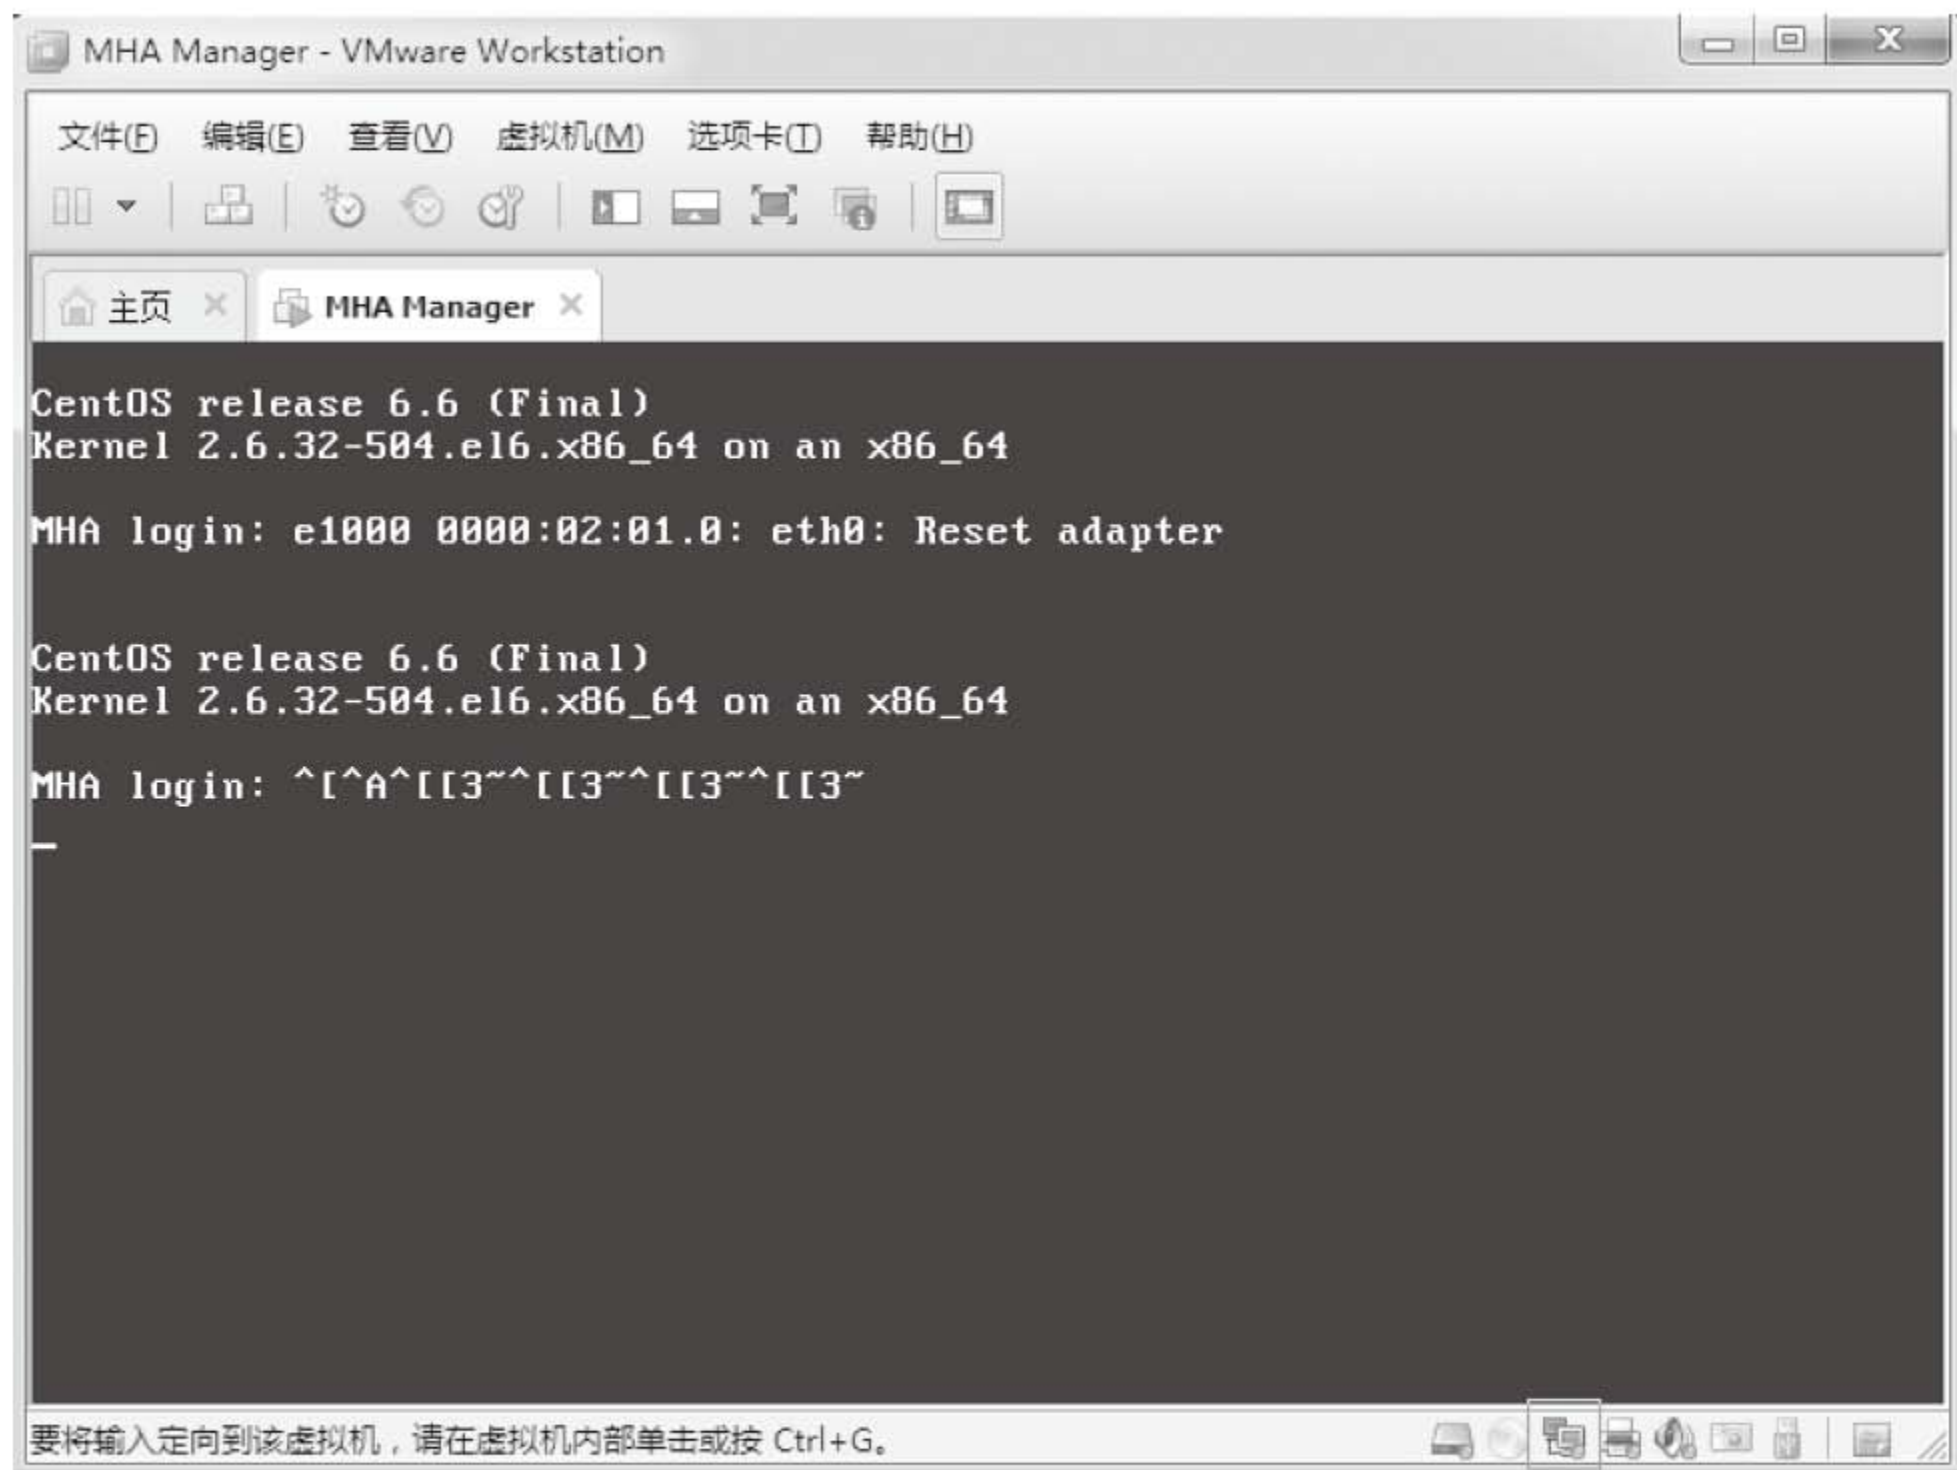 MHA Manager - VMware Workstation
文件(F) 编辑(E) 查看(V) 虚拟机(M) 选项卡(T) 帮助(H)
主页 MHA Manager
CentOS release 6.6 (Final)
Kernel 2.6.32-504.el6.x86_64 on an x86_64
MHA login: e1000 0000:02:01.0: eth0: Reset adapter
CentOS release 6.6 (Final)
Kernel 2.6.32-504.el6.x86_64 on an x86_64
MHA login: ^[^A^[[3~^[[3~^[[3~^[[3~
_
要将输入定向到该虚拟机，请在虚拟机内部单击或按 Ctrl+G。